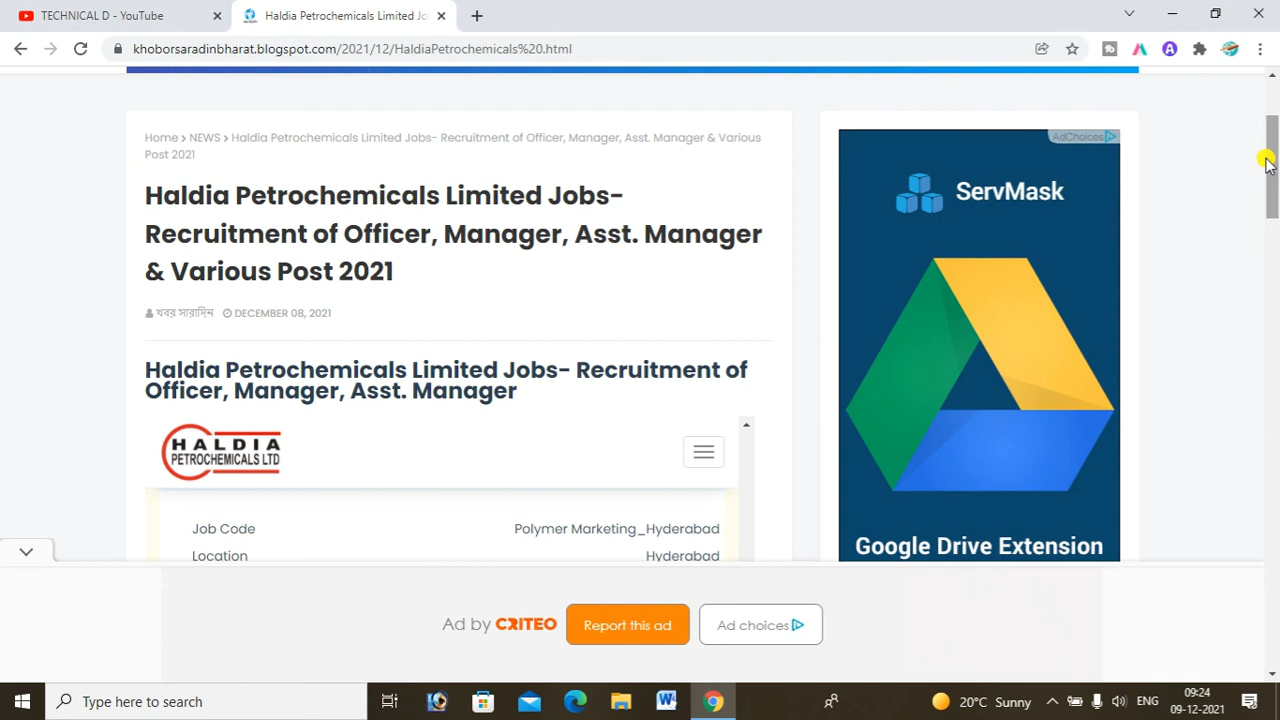 TECHNICAL D - YouTube
Haldia Petrochemicals Limited Jo
khoborsaradinbharat.blogspot.com/2021/12/HaldiaPetrochemicals%20.html
Home > NEWS > Haldia Petrochemicals Limited Jobs- Recruitment of Officer, Manager, Asst. Manager & Various
Post 2021
Haldia Petrochemicals Limited Jobs-
Recruitment of Officer, Manager, Asst. Manager
& Various Post 2021
খবর সারাদিন DECEMBER 08, 2021
Haldia Petrochemicals Limited Jobs- Recruitment of
Officer, Manager, Asst. Manager
HALDIA
PETROCHEMICALS LTD
Job Code Polymer Marketing_Hyderabad
Location Hyderabad
AdChoices
ServMask
Google Drive Extension
Ad by CRITEO
Report this ad
Ad choices
Type here to search
20°C Sunny
ENG
09:24
09-12-2021